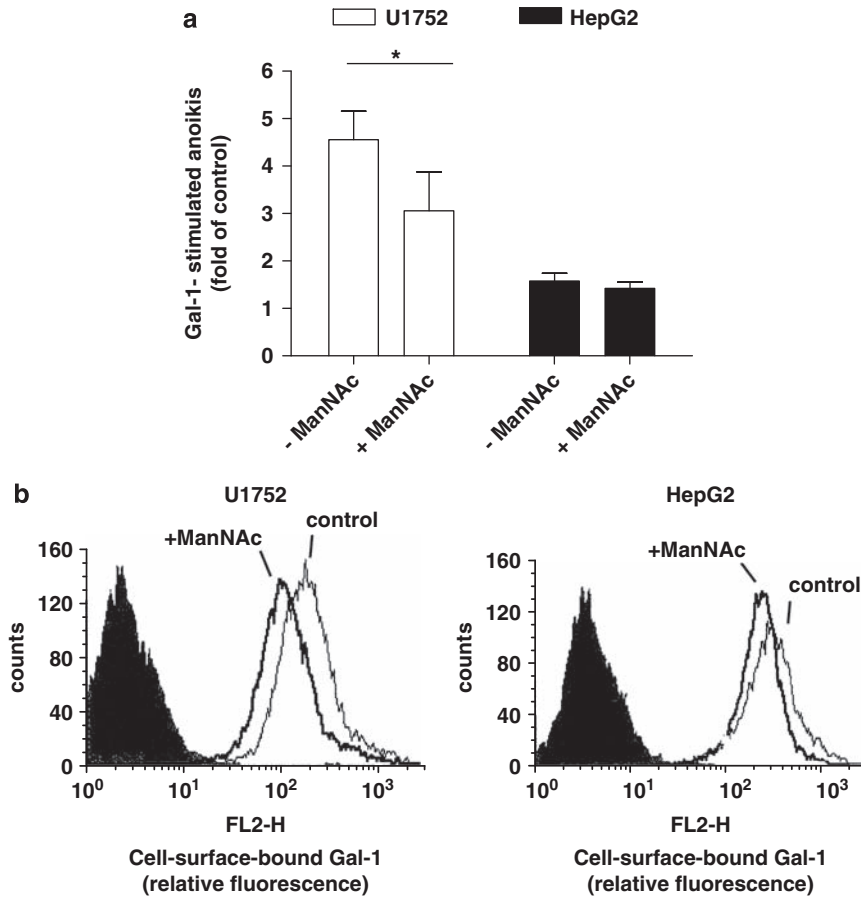 a
U1752
HepG2
Gal-1- stimulated anoikis
(fold of control)
6
5
4
3
2
1
0
*
- ManNAc
+ ManNAc
- ManNAc
+ ManNAc
b
U1752
+ManNAc
control
counts
160
120
80
40
0
10⁰
10¹
10²
10³
FL2-H
Cell-surface-bound Gal-1
(relative fluorescence)
HepG2
+ManNAc
control
counts
160
120
80
40
0
10⁰
10¹
10²
10³
FL2-H
Cell-surface-bound Gal-1
(relative fluorescence)